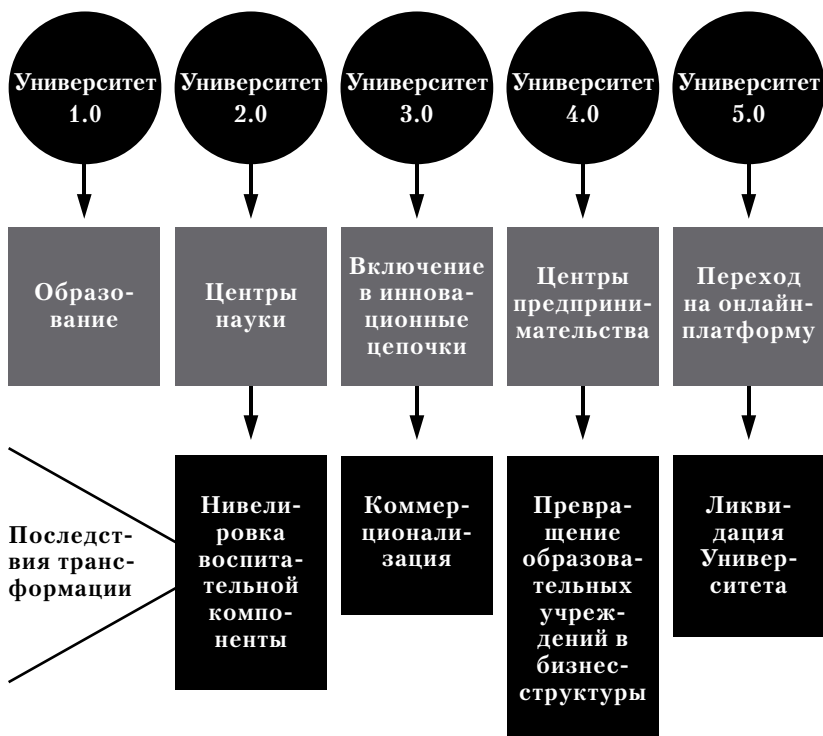 Университет
1.0
Университет
2.0
Университет
3.0
Университет
4.0
Университет
5.0
Образо-
вание
Центры
науки
Включение
в иннова-
ционные
цепочки
Центры
предприни-
мательства
Переход
на онлайн-
платформу
Последст-
вия транс-
формации
Нивели-
ровка
воспита-
тельной
компо-
ненты
Коммер-
ционали-
зация
Превра-
щение
образова-
тельных
учреж-
дений в
бизнес-
структуры
Ликви-
дация
Универ-
ситета